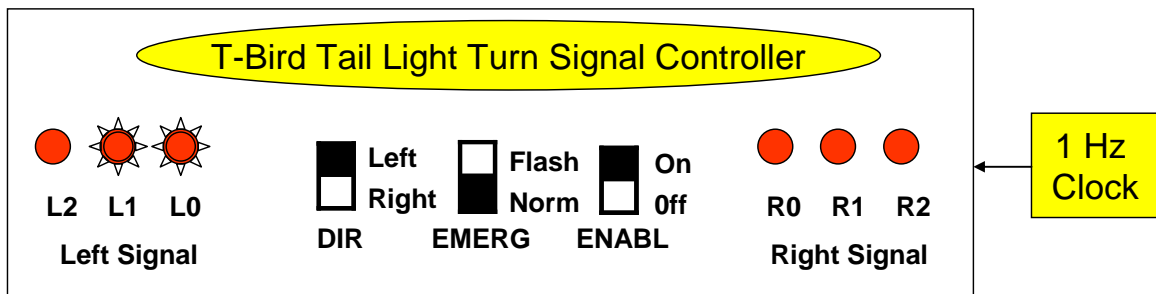 T-Bird Tail Light Turn Signal Controller
L2 L1 L0
Left Signal
Left
Right
DIR
Flash
Norm
EMERG
On
0ff
ENABL
R0 R1 R2
Right Signal
1 Hz
Clock